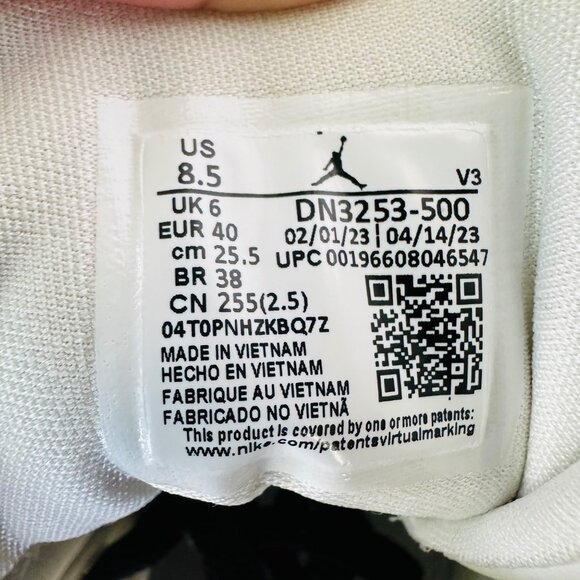 US
8.5
V3
UK 6
DN3253-500
EUR 40
02/01/23 | 04/14/23
cm 25.5
UPC 00196608046547
BR 38
CN 255(2.5)
04T0PNHZKBQ7Z
MADE IN VIETNAM
HECHO EN VIETNAM
FABRIQUE AU VIETNAM
FABRICADO NO VIETNÃ
This product is covered by one or more patents:
www.nike.com/patentsvirtualmarking